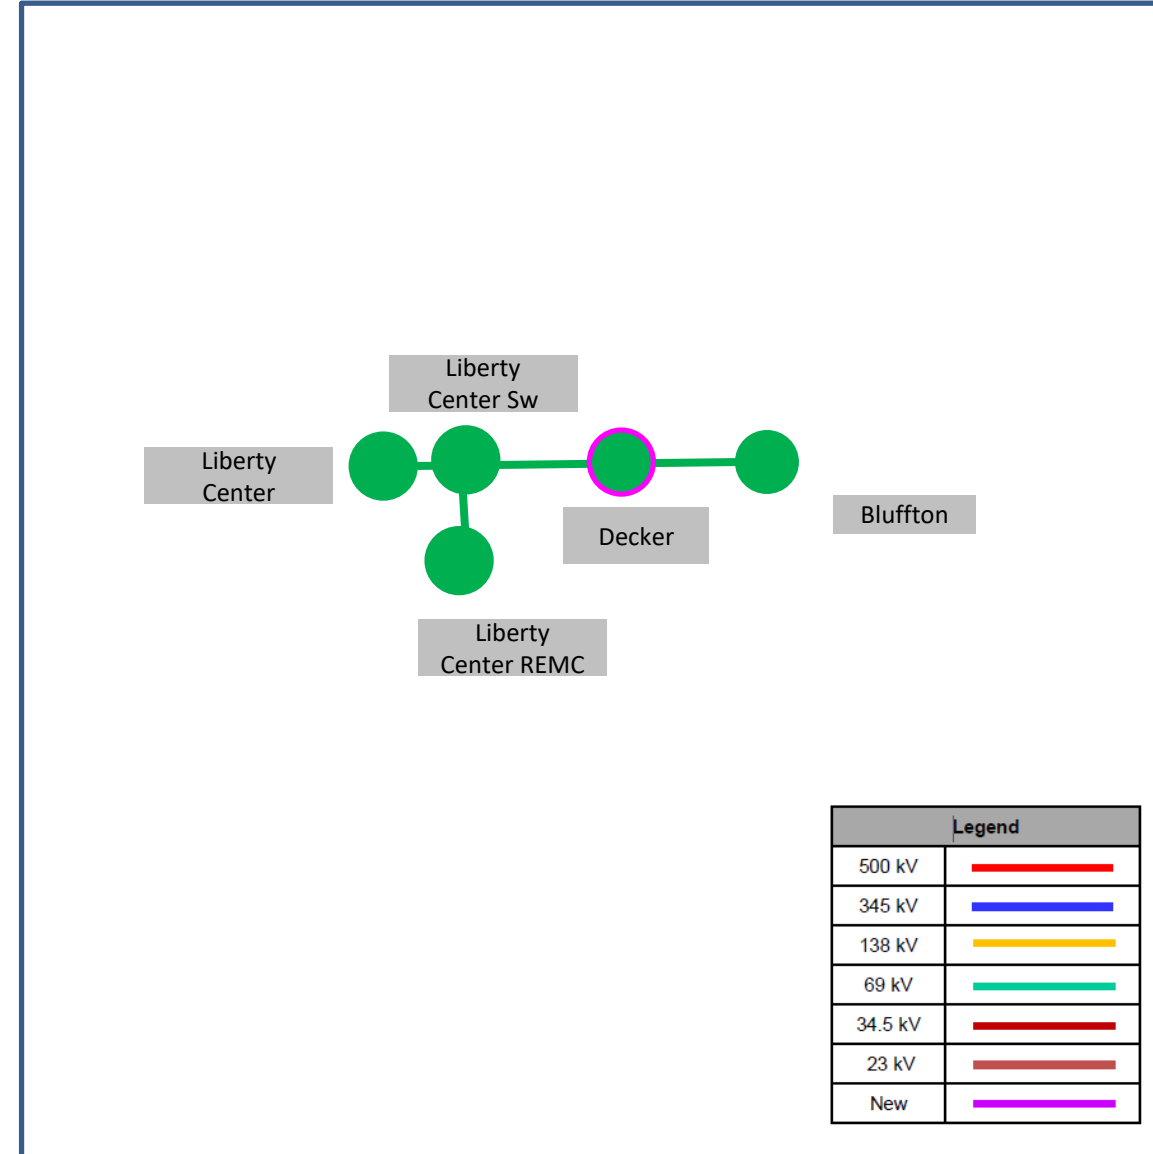 Liberty
Center Sw
Liberty
Center
Bluffton
Decker
Liberty
Center REMC
Legend
500 kV
345 kV
138 kV
69 kV
34.5 kV
23 kV
New